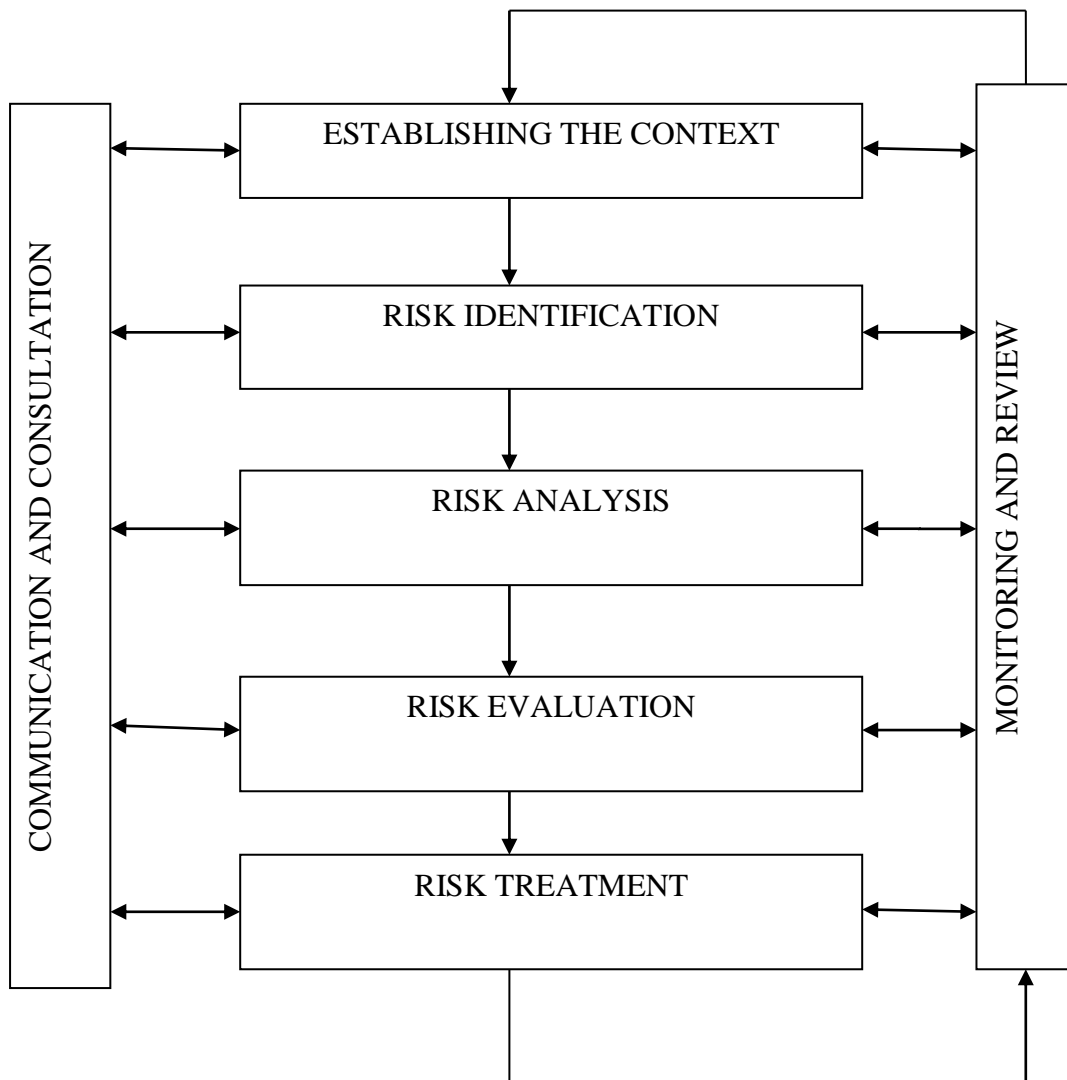 ESTABLISHING THE CONTEXT
COMMUNICATION AND CONSULTATION
RISK IDENTIFICATION
MONITORING AND REVIEW
RISK ANALYSIS
RISK EVALUATION
RISK TREATMENT